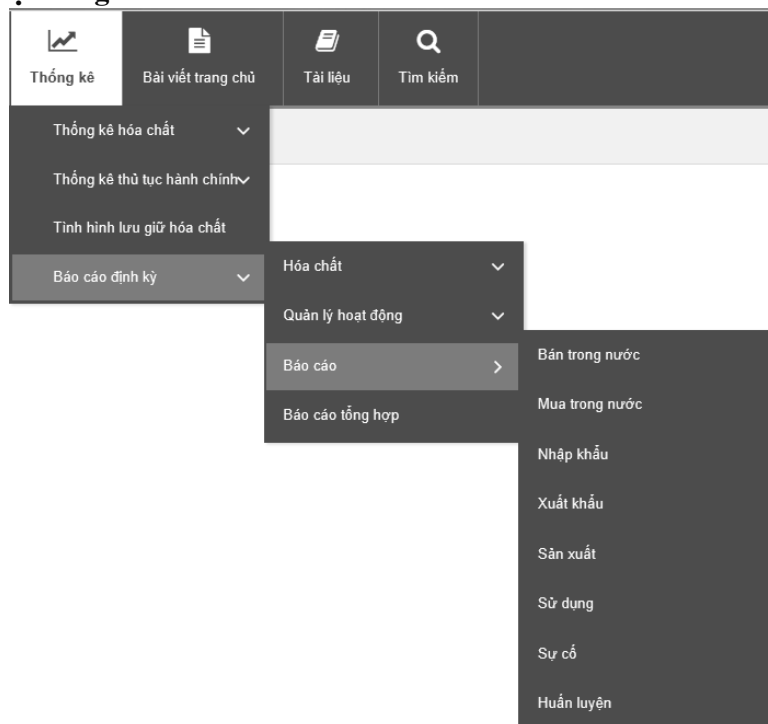 Thống kê
Bài viết trang chủ
Tài liệu
Tìm kiếm
Thống kê hóa chất
Thống kê thủ tục hành chính
Tình hình lưu giữ hóa chất
Báo cáo định kỳ
Hóa chất
Quản lý hoạt động
Báo cáo
Báo cáo tổng hợp
Bán trong nước
Mua trong nước
Nhập khẩu
Xuất khẩu
Sản xuất
Sử dụng
Sự cố
Huấn luyện